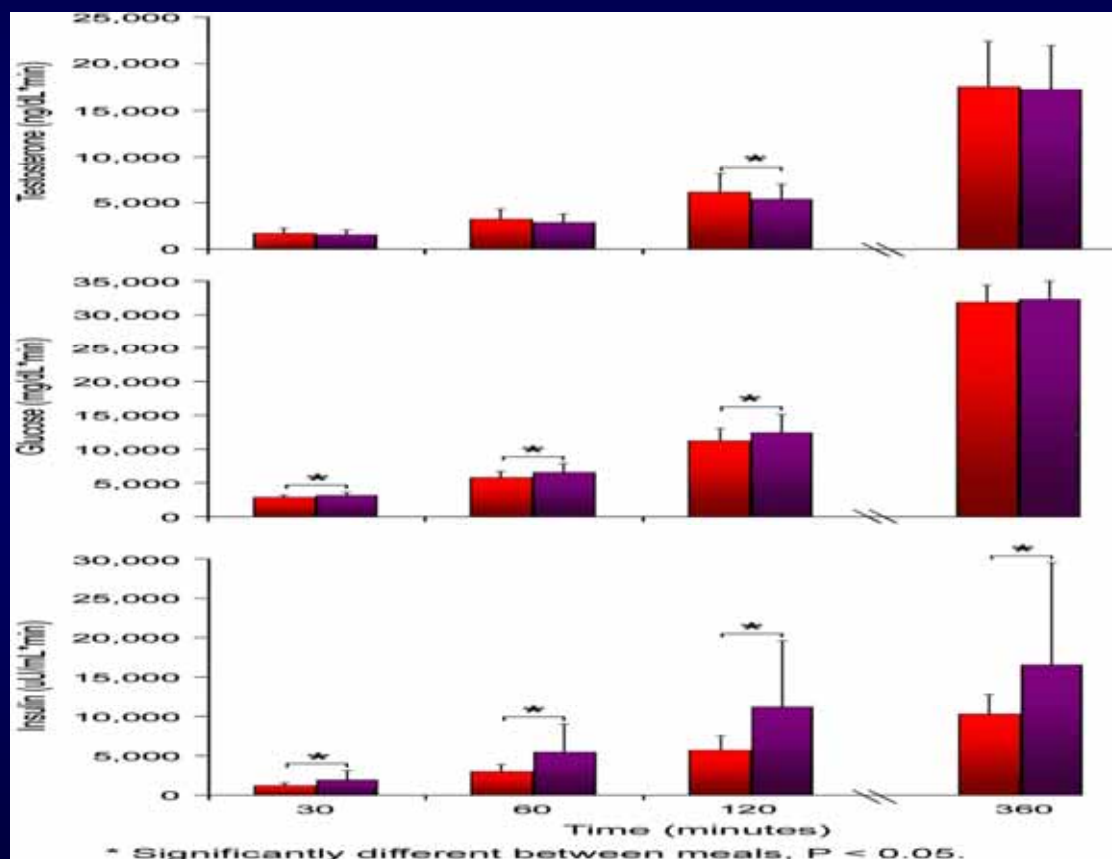 25,000
20,000
15,000
10,000
5,000
0
Testosterone (ng/dL*min)
*
35,000
30,000
25,000
20,000
15,000
10,000
5,000
0
Glucose (mg/dL*min)
* * *
30,000
25,000
20,000
15,000
10,000
5,000
0
Insulin (uU/mL*min)
* * * *
30 60 120 360
Time (minutes)
* Significantly different between meals, P < 0.05.